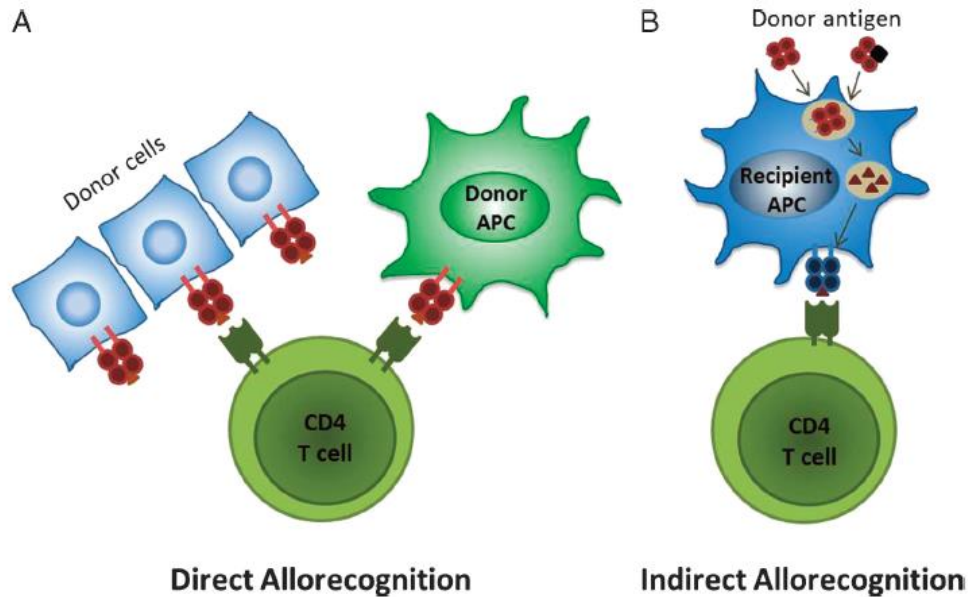 A
Donor cells
Donor
APC
CD4
T cell
Direct Allorecognition
B
Donor antigen
Recipient
APC
CD4
T cell
Indirect Allorecognition